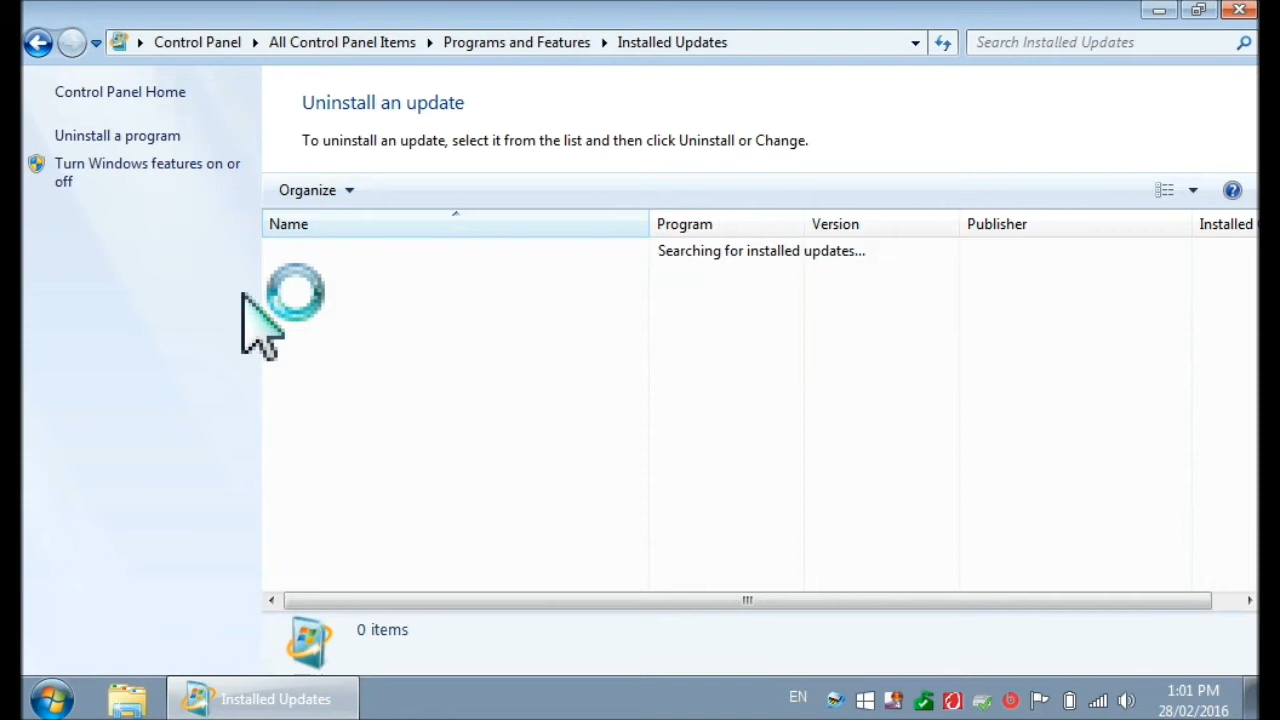 Control Panel All Control Panel Items Programs and Features Installed Updates Search Installed Updates
Control Panel Home
Uninstall a program
Turn Windows features on or
off
Uninstall an update
To uninstall an update, select it from the list and then click Uninstall or Change.
Organize
Name Program Version Publisher Installed
Searching for installed updates...
0 items
Installed Updates
EN
1:01 PM
28/02/2016